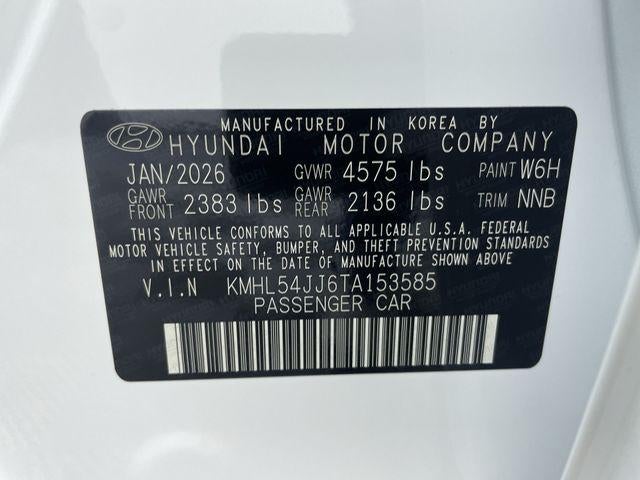 MANUFACTURED IN KOREA BY
HYUNDAI MOTOR COMPANY
JAN/2026 GVWR 4575 lbs PAINT W6H
GAWR FRONT 2383 lbs GAWR REAR 2136 lbs TRIM NNB
THIS VEHICLE CONFORMS TO ALL APPLICABLE U.S.A. FEDERAL
MOTOR VEHICLE SAFETY, BUMPER, AND THEFT PREVENTION STANDARDS
IN EFFECT ON THE DATE OF MANUFACTURE SHOWN ABOVE
V.I.N KMHL54JJ6TA153585
PASSENGER CAR